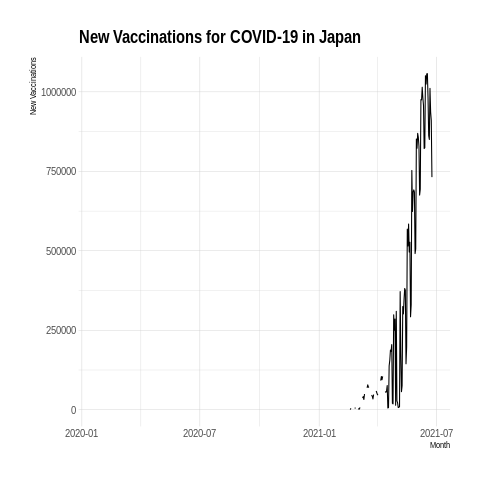 New Vaccinations for COVID-19 in Japan
New Vaccinations
1000000
750000
500000
250000
0
2020-01 2020-07 2021-01 2021-07
Month